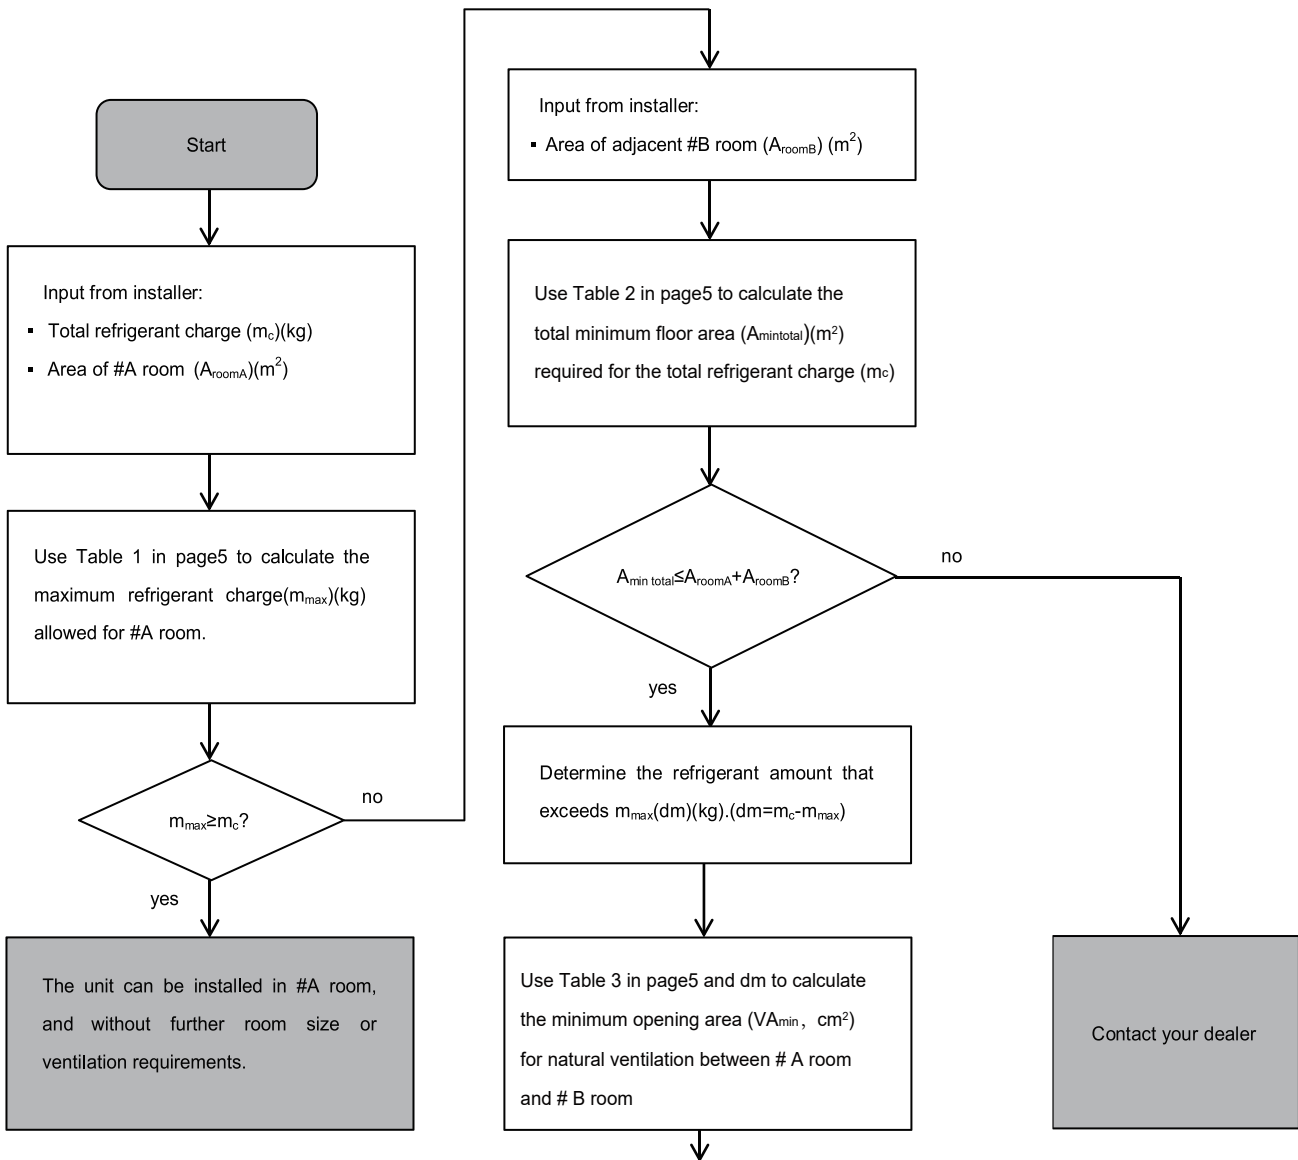 Start
Input from installer:
▪ Total refrigerant charge (mc)(kg)
▪ Area of #A room (AroomA)(m²)
Use Table 1 in page5 to calculate the
maximum refrigerant charge(mmax)(kg)
allowed for #A room.
mmax≥mc?
no
yes
The unit can be installed in #A room,
and without further room size or
ventilation requirements.
Input from installer:
▪ Area of adjacent #B room (AroomB) (m²)
Use Table 2 in page5 to calculate the
total minimum floor area (Amintotal)(m²)
required for the total refrigerant charge (mc)
Amin total≤AroomA+AroomB?
no
yes
Determine the refrigerant amount that
exceeds mmax(dm)(kg).(dm=mc-mmax)
Use Table 3 in page5 and dm to calculate
the minimum opening area (VAmin, cm²)
for natural ventilation between # A room
and # B room
Contact your dealer